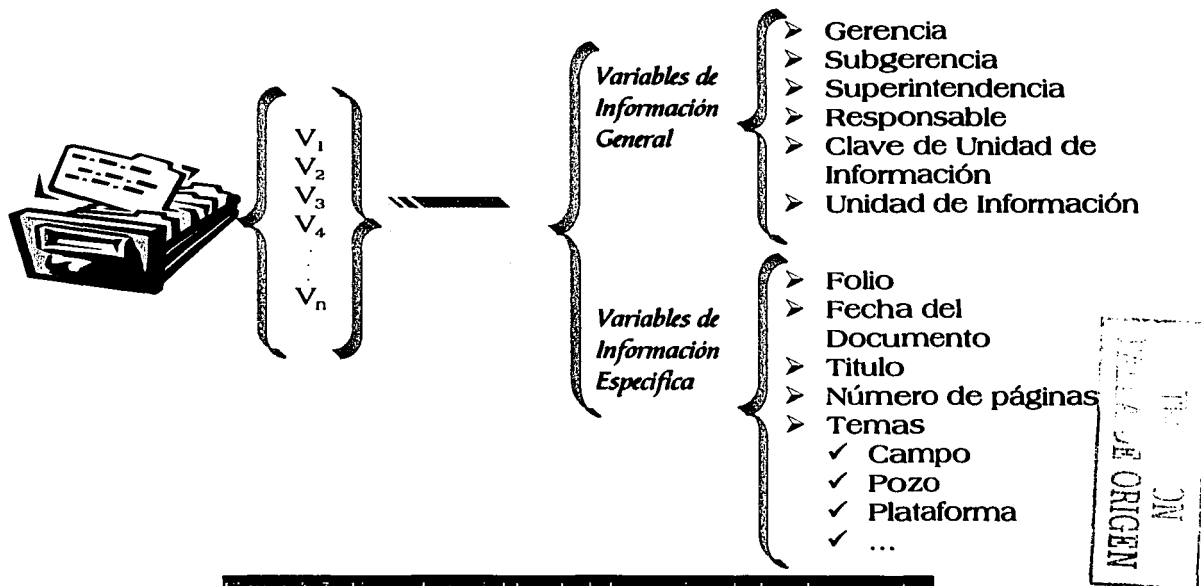 V₁
V₂
V₃
V₄
.
.
.
Vₙ
Variables de
Información
General
➢ Gerencia
➢ Subgerencia
➢ Superintendencia
➢ Responsable
➢ Clave de Unidad de
Información
➢ Unidad de Información
Variables de
Información
Especifica
➢ Folio
➢ Fecha del
Documento
➢ Titulo
➢ Número de páginas
➢ Temas
✓ Campo
✓ Pozo
✓ Plataforma
✓ ...
DE ORIGEN